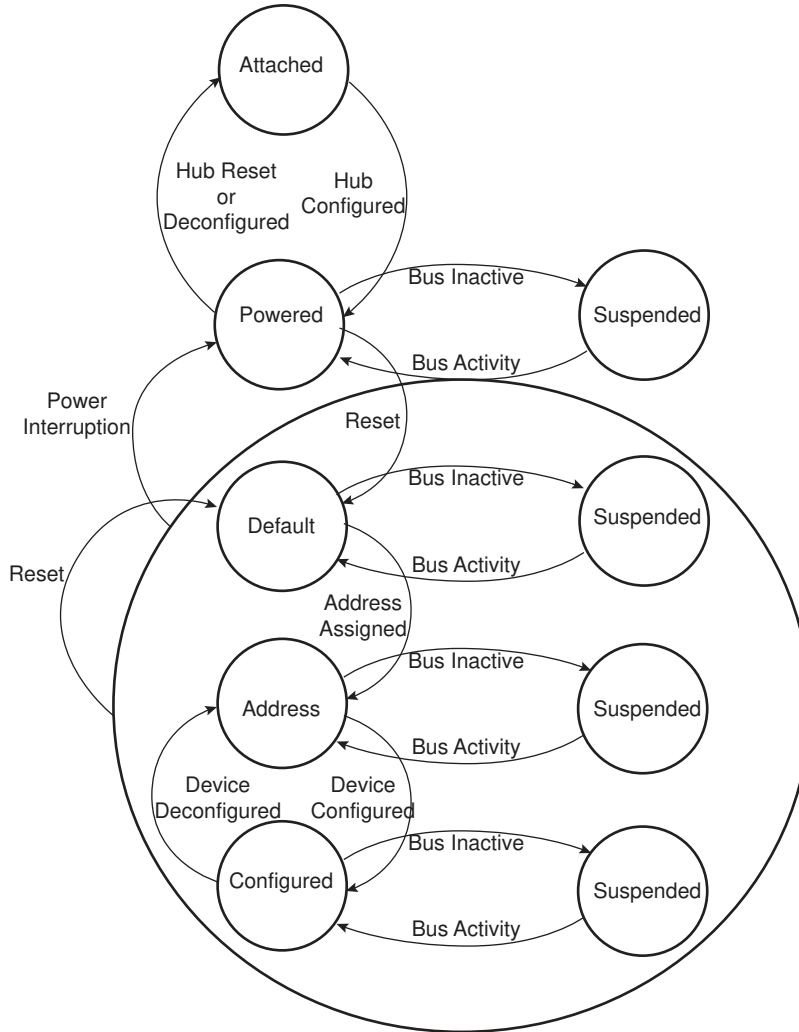 Attached
Hub Reset
or
Deconfigured
Hub
Configured
Bus Inactive
Powered
Suspended
Bus Activity
Power
Interruption
Reset
Bus Inactive
Default
Suspended
Bus Activity
Reset
Address
Assigned
Bus Inactive
Address
Suspended
Bus Activity
Device
Deconfigured
Device
Configured
Bus Inactive
Configured
Suspended
Bus Activity